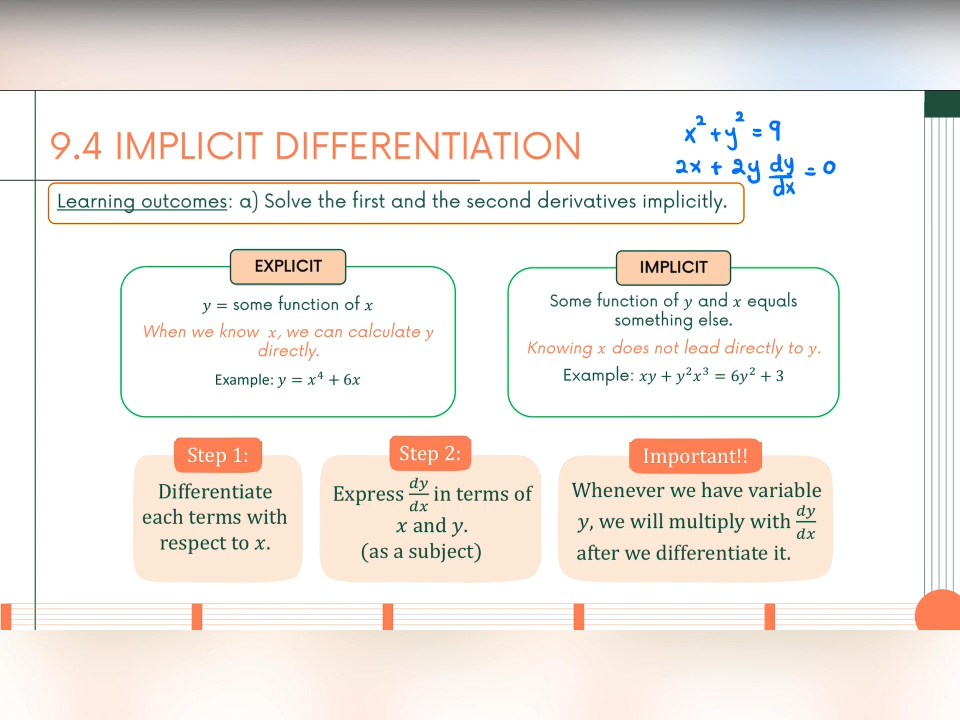 9.4 IMPLICIT DIFFERENTIATION
x² + y² = 9
2x + 2y dy/dx = 0
Learning outcomes: a) Solve the first and the second derivatives implicitly.
EXPLICIT
y = some function of x
When we know x, we can calculate y
directly.
Example: y = x⁴ + 6x
IMPLICIT
Some function of y and x equals
something else.
Knowing x does not lead directly to y.
Example: xy + y²x³ = 6y² + 3
Step 1:
Differentiate
each terms with
respect to x.
Step 2:
Express dy/dx in terms of
x and y.
(as a subject)
Important!!
Whenever we have variable
y, we will multiply with dy/dx
after we differentiate it.